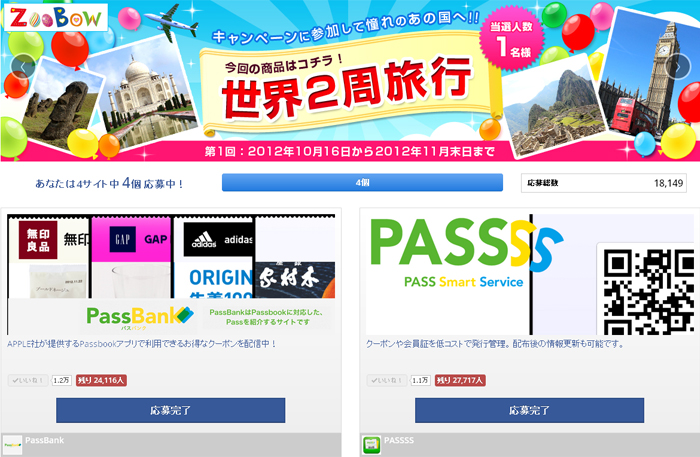 ZooBow
キャンペーンに参加して憧れのあの国へ!!
当選人数
1名様
今回の商品はコチラ！
世界2周旅行
第1回：2012年10月16日から2012年11月末日まで
あなたは4サイト中 4個 応募中！
4個
応募総数 18,149
無印良品
無印
GAP
GAP
adidas
adidas
ORIGIN
PassBank
パスバンク
PassBankはPassbookに対応した、
Passを紹介するサイトです
APPLE社が提供するPassbookアプリで利用できるお得なクーポンを配信中！
いいね！ 1.2万 残り 24,116人
応募完了
PassBank
PASSSS
PASS Smart Service
クーポンや会員証を低コストで発行管理。配布後の情報更新も可能です。
いいね！ 1.1万 残り 27,717人
応募完了
PASSSS